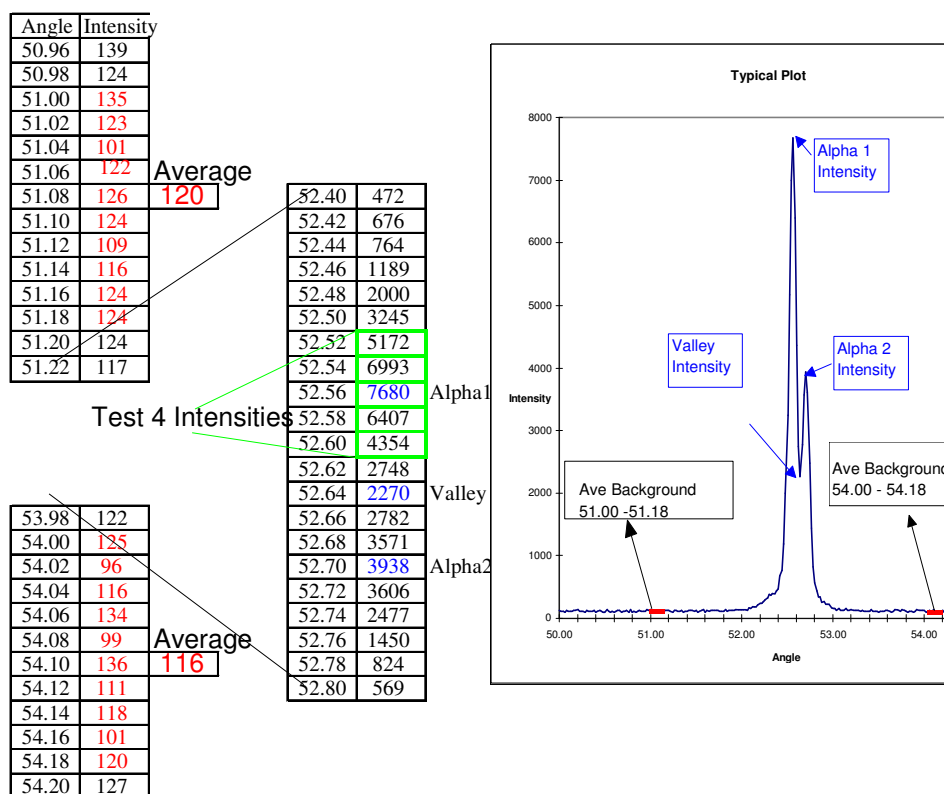 Angle Intensity
50.96 139
50.98 124
51.00 135
51.02 123
51.04 101
51.06 122
51.08 126
51.10 124
51.12 109
51.14 116
51.16 124
51.18 124
51.20 124
51.22 117
Average
120
Test 4 Intensities
53.98 122
54.00 125
54.02 96
54.04 116
54.06 134
54.08 99
54.10 136
54.12 111
54.14 118
54.16 101
54.18 120
54.20 127
Average
116
52.40 472
52.42 676
52.44 764
52.46 1189
52.48 2000
52.50 3245
52.52 5172
52.54 6993
52.56 7680 Alpha1
52.58 6407
52.60 4354
52.62 2748
52.64 2270 Valley
52.66 2782
52.68 3571
52.70 3938 Alpha2
52.72 3606
52.74 2477
52.76 1450
52.78 824
52.80 569
Typical Plot
8000
7000
6000
5000
4000
3000
2000
1000
0
Intensity
Alpha 1
Intensity
Valley
Intensity
Alpha 2
Intensity
Ave Background
51.00 -51.18
Ave Background
54.00 - 54.18
50.00 51.00 52.00 53.00 54.00
Angle